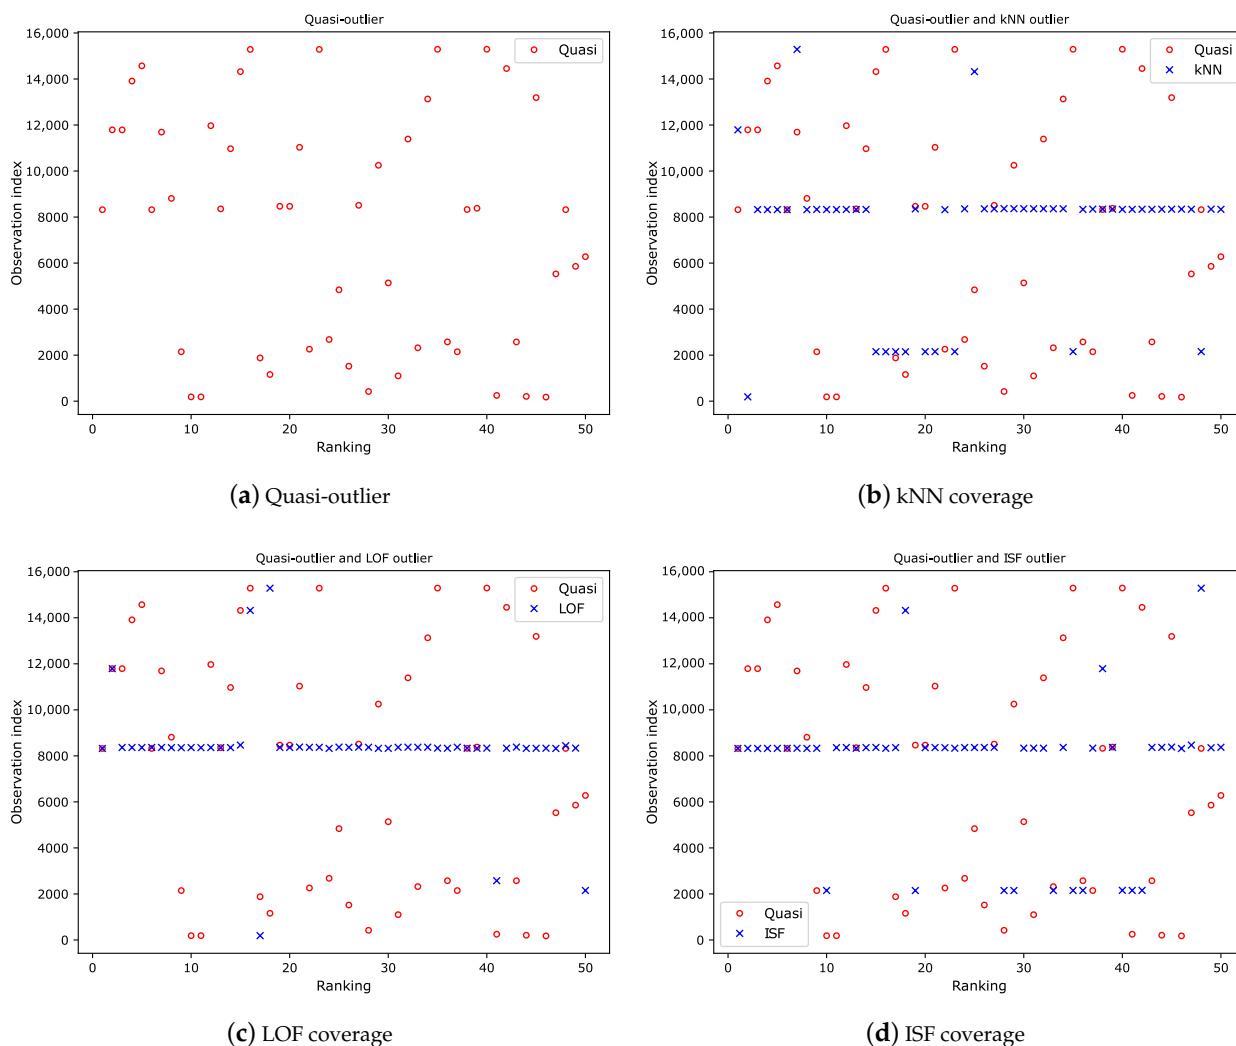 Quasi-outlier
16,000
14,000
12,000
10,000
8000
6000
4000
2000
0
Observation index
Quasi
0 10 20 30 40 50
Ranking
(a) Quasi-outlier
Quasi-outlier and kNN outlier
16,000
14,000
12,000
10,000
8000
6000
4000
2000
0
Observation index
Quasi
kNN
0 10 20 30 40 50
Ranking
(b) kNN coverage
Quasi-outlier and LOF outlier
16,000
14,000
12,000
10,000
8000
6000
4000
2000
0
Observation index
Quasi
LOF
0 10 20 30 40 50
Ranking
(c) LOF coverage
Quasi-outlier and ISF outlier
16,000
14,000
12,000
10,000
8000
6000
4000
2000
0
Observation index
Quasi
ISF
0 10 20 30 40 50
Ranking
(d) ISF coverage